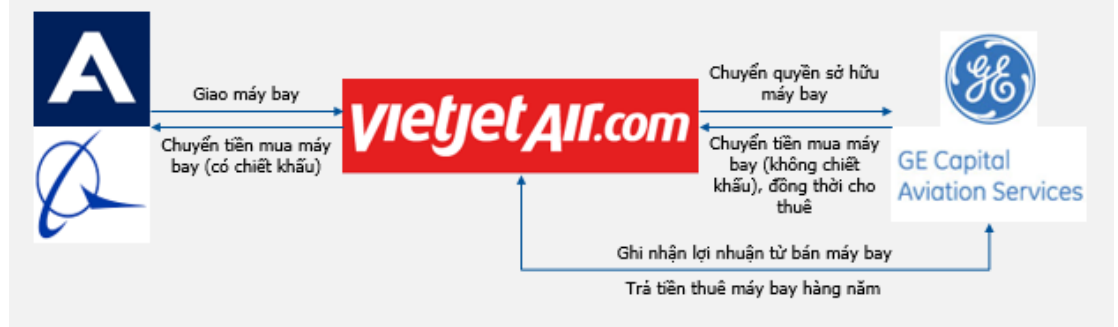 A
Giao máy bay
Chuyển tiền mua máy
bay (có chiết khấu)
vietjetAir.com
Chuyển quyền sở hữu
máy bay
Chuyển tiền mua máy
bay (không chiết
khấu), đồng thời cho
thuê
GE
GE Capital
Aviation Services
Ghi nhận lợi nhuận từ bán máy bay
Trả tiền thuê máy bay hàng năm